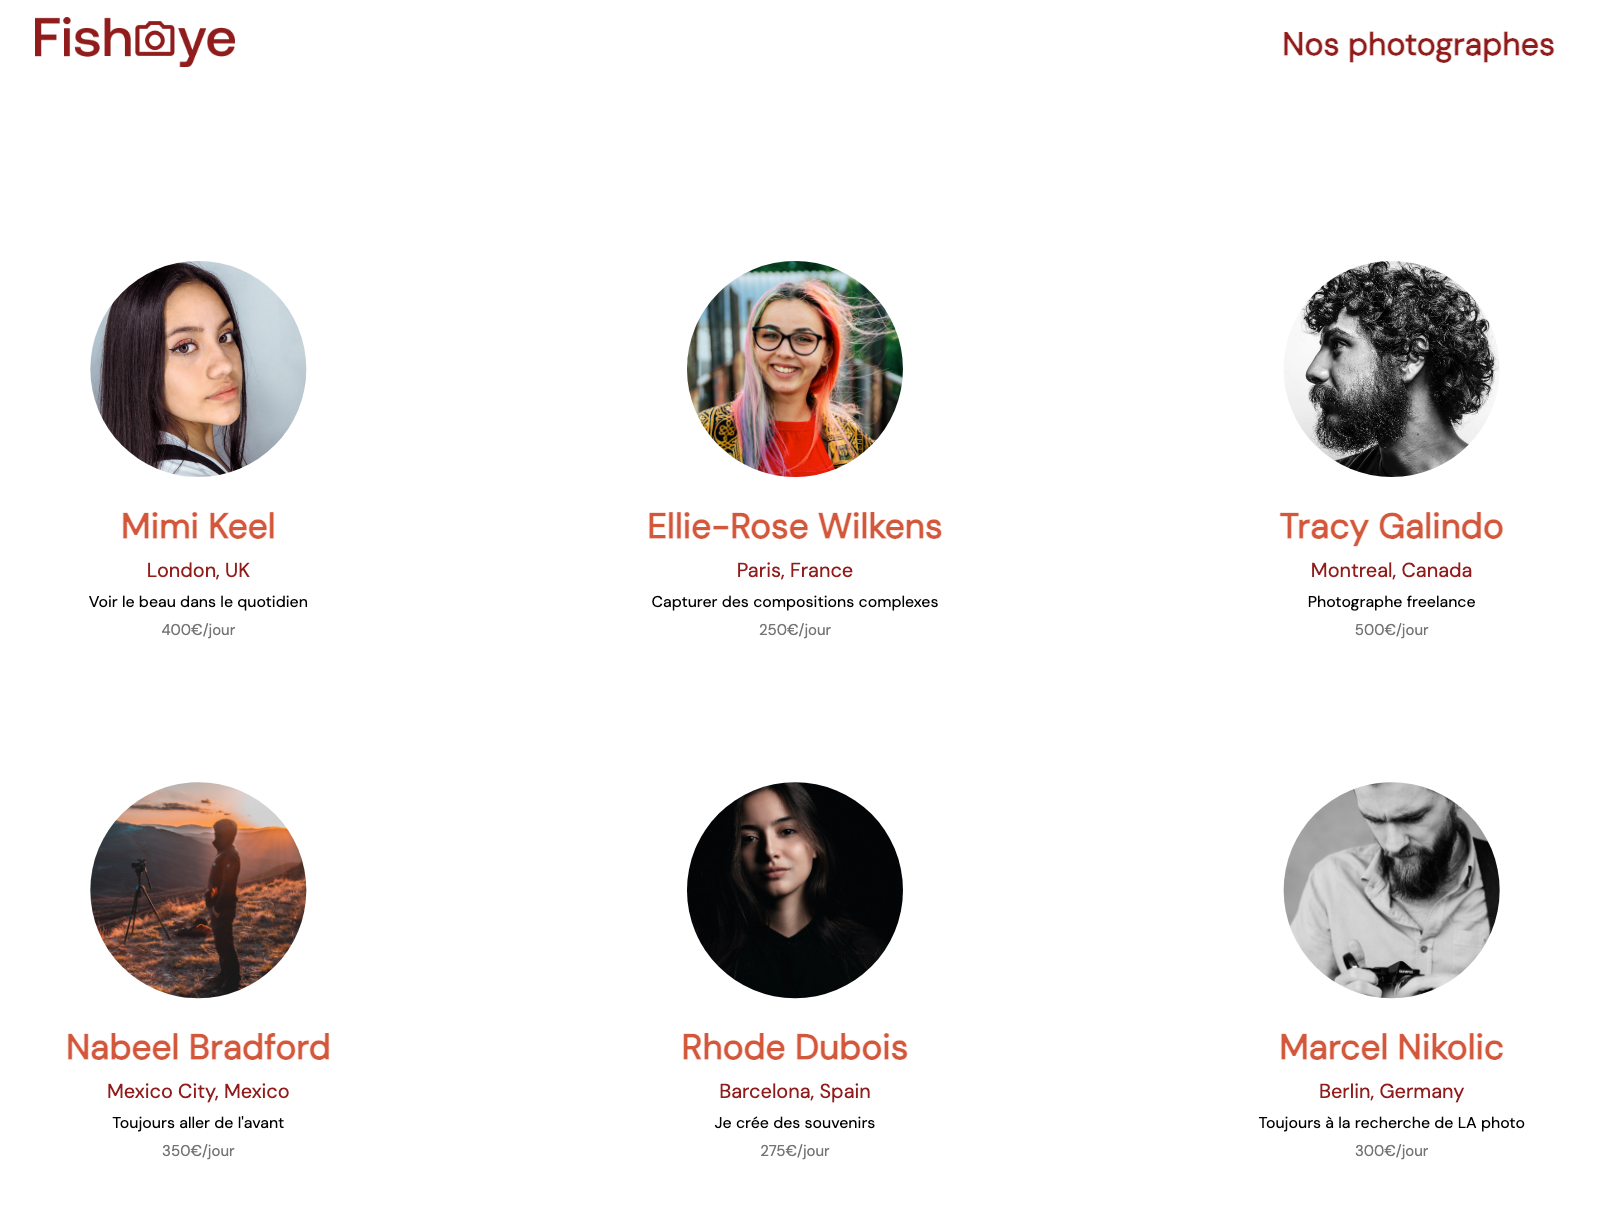 Fisheye
Nos photographes
Mimi Keel
London, UK
Voir le beau dans le quotidien
400€/jour
Ellie-Rose Wilkens
Paris, France
Capturer des compositions complexes
250€/jour
Tracy Galindo
Montreal, Canada
Photographe freelance
500€/jour
Nabeel Bradford
Mexico City, Mexico
Toujours aller de l'avant
350€/jour
Rhode Dubois
Barcelona, Spain
Je crée des souvenirs
275€/jour
Marcel Nikolic
Berlin, Germany
Toujours à la recherche de LA photo
300€/jour